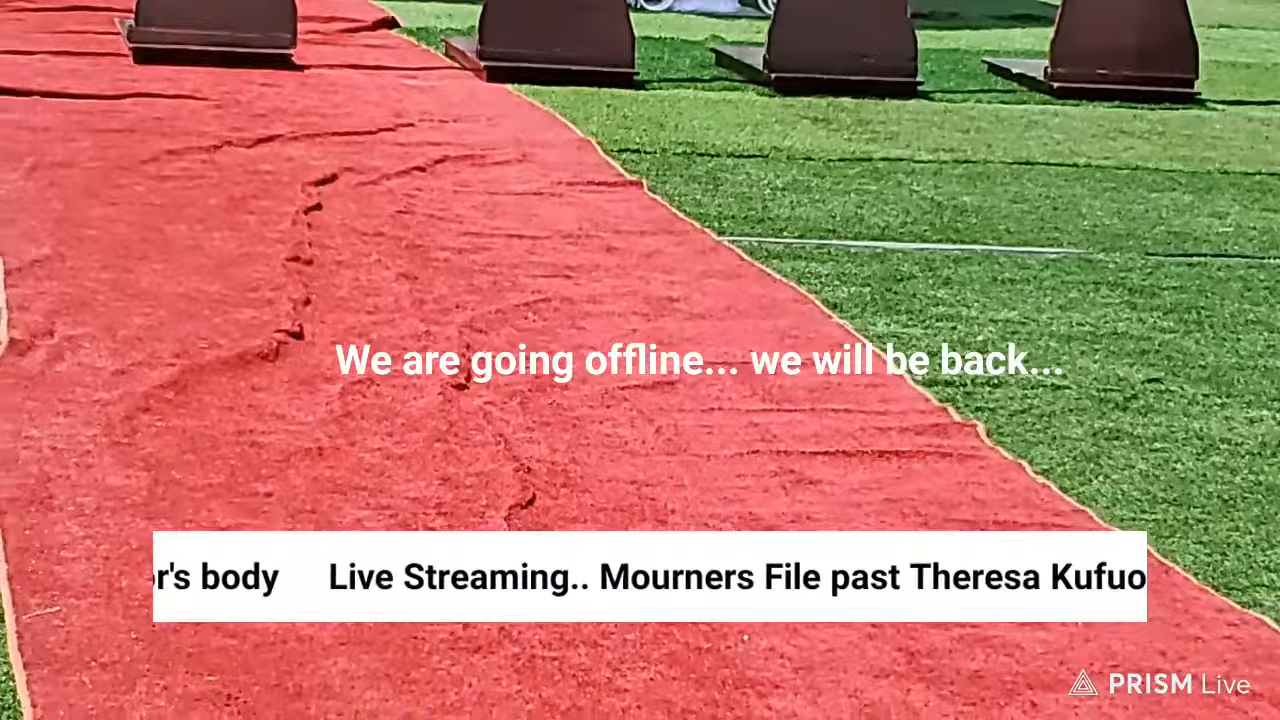 We are going offline... we will be back...
r's body Live Streaming.. Mourners File past Theresa Kufuo
PRISM Live